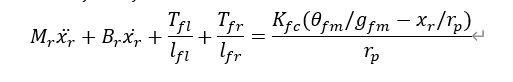 M_r ẍ_r + B_r ẋ_r + T_fl / l_fl + T_fr / l_fr = K_fc(θ_fm / g_fm − x_r / r_p) / r_p ↵